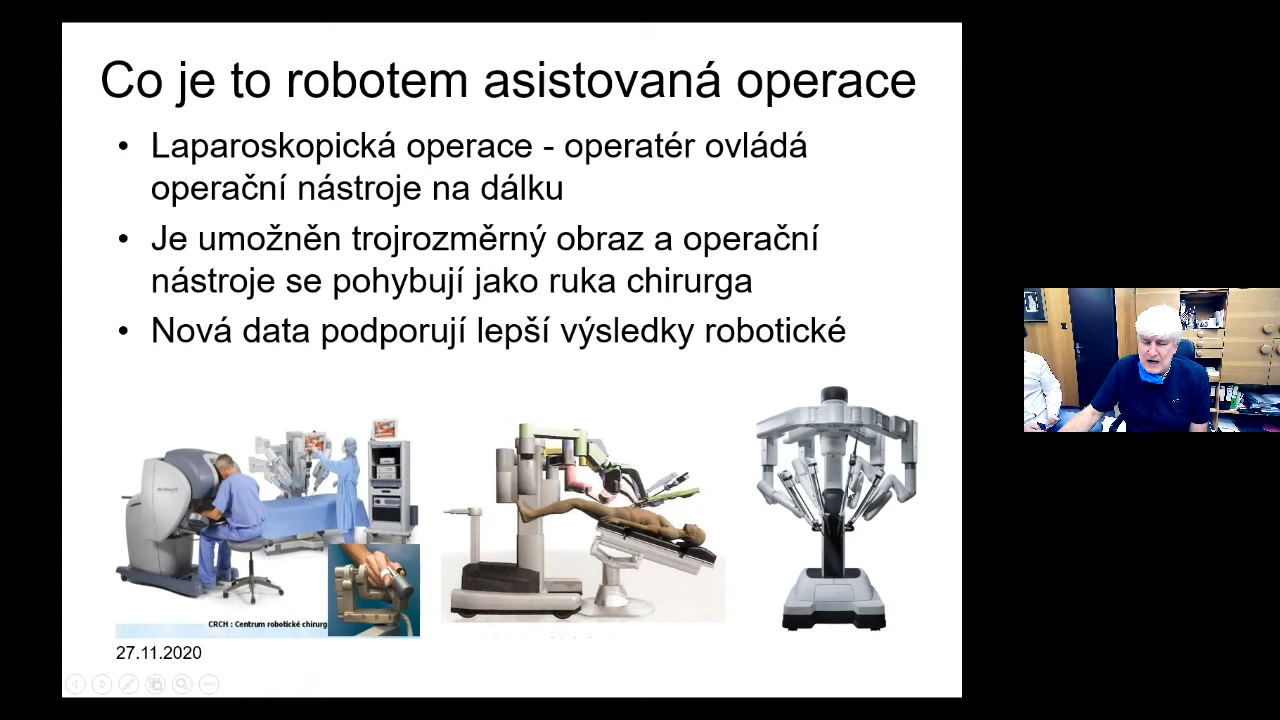 Co je to robotem asistovaná operace
• Laparoskopická operace - operatér ovládá
operační nástroje na dálku
• Je umožněn trojrozměrný obraz a operační
nástroje se pohybují jako ruka chirurga
• Nová data podporují lepší výsledky robotické
CRCH : Centrum robotické chirurg
27.11.2020